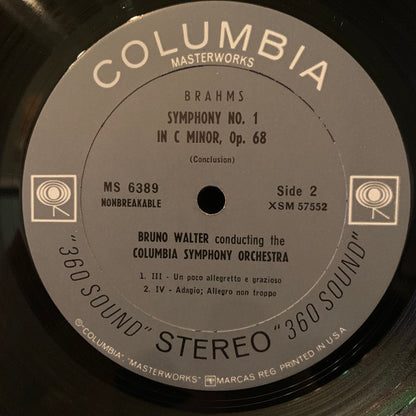 COLUMBIA
MASTERWORKS
BRAHMS
SYMPHONY NO. 1
IN C MINOR, Op. 68
(Conclusion)
MS 6389
NONBREAKABLE
Side 2
XSM 57552
BRUNO WALTER conducting the
COLUMBIA SYMPHONY ORCHESTRA
1. III - Un poco allegretto e grazioso
2. IV - Adagio; Allegro non troppo
"360 SOUND" STEREO "360 SOUND"
© "COLUMBIA" "MASTERWORKS" MARCAS REG. PRINTED IN U.S.A.